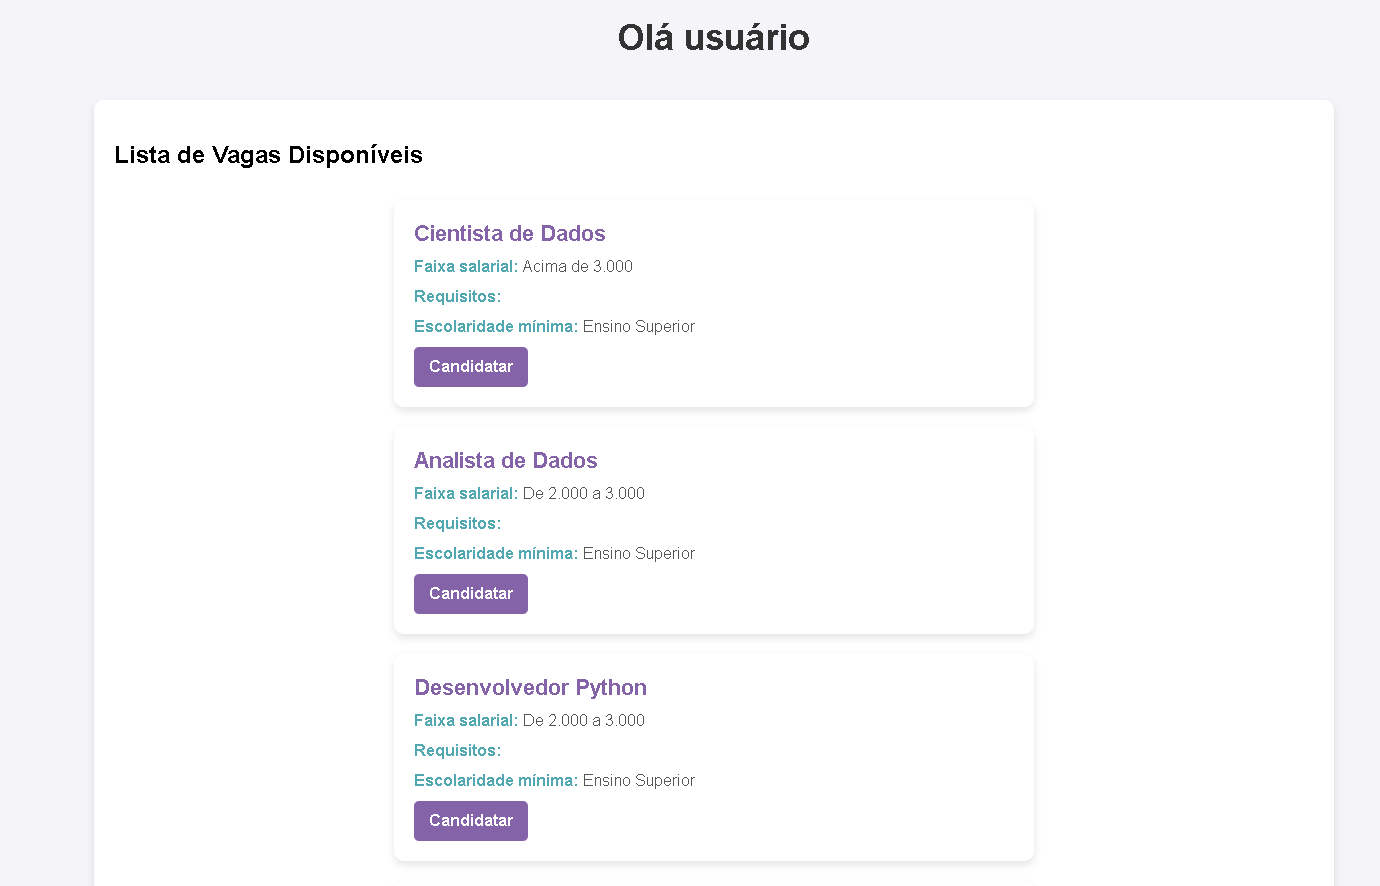 Olá usuário
Lista de Vagas Disponíveis
Cientista de Dados
Faixa salarial: Acima de 3.000
Requisitos:
Escolaridade mínima: Ensino Superior
Candidatar
Analista de Dados
Faixa salarial: De 2.000 a 3.000
Requisitos:
Escolaridade mínima: Ensino Superior
Candidatar
Desenvolvedor Python
Faixa salarial: De 2.000 a 3.000
Requisitos:
Escolaridade mínima: Ensino Superior
Candidatar